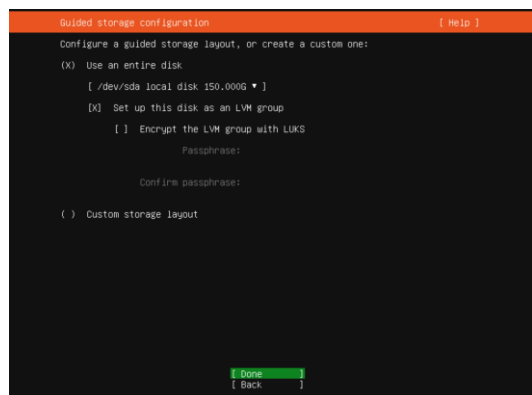 Guided storage configuration [ Help ]
Configure a guided storage layout, or create a custom one:
(X) Use an entire disk
[ /dev/sda local disk 150.000G ▾ ]
[X] Set up this disk as an LVM group
[ ] Encrypt the LVM group with LUKS
Passphrase:
Confirm passphrase:
( ) Custom storage layout
[ Done ]
[ Back ]